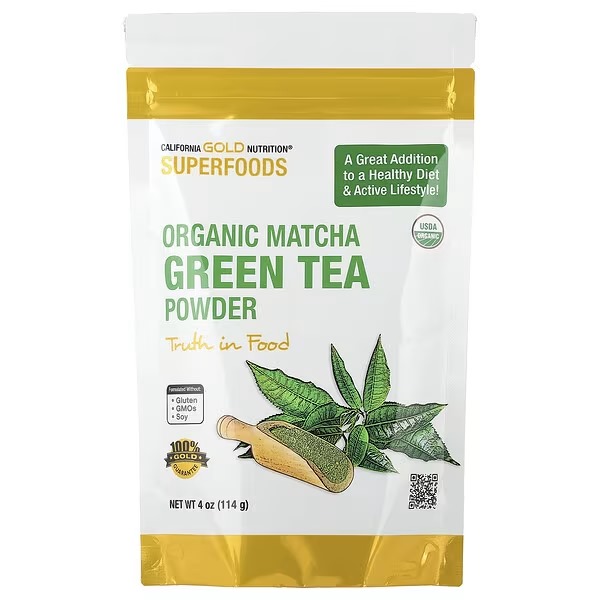 CALIFORNIA GOLD NUTRITION®
SUPERFOODS
A Great Addition
to a Healthy Diet
& Active Lifestyle!
USDA
ORGANIC
ORGANIC MATCHA
GREEN TEA
POWDER
Truth in Food
Formulated Without:
• Gluten
• GMOs
• Soy
100%
GOLD
GUARANTEE
NET WT 4 oz (114 g)